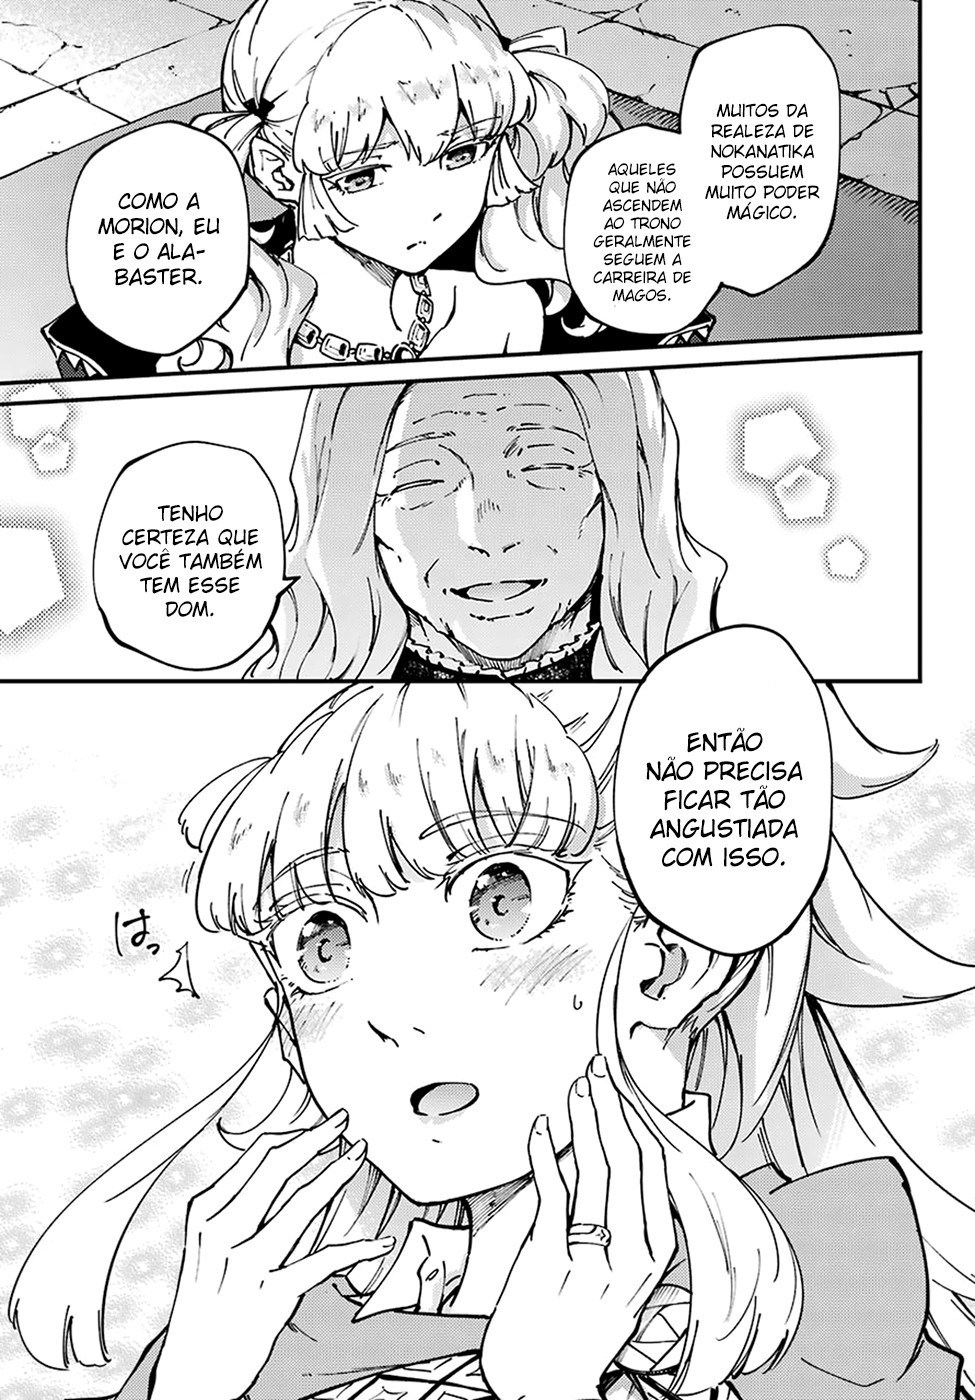 MUITOS DA
REALEZA DE
NOKANATIKA
POSSUEM
MUITO PODER
MÁGICO.
AQUELES
QUE NÃO
ASCENDEM
AO TRONO
GERALMENTE
SEGUEM A
CARREIRA DE
MAGOS.
COMO A
MORION, EU
E O ALA-
BASTER.
TENHO
CERTEZA QUE
VOCÊ TAMBÉM
TEM ESSE
DOM.
ENTÃO
NÃO PRECISA
FICAR TÃO
ANGUSTIADA
COM ISSO.
はっ